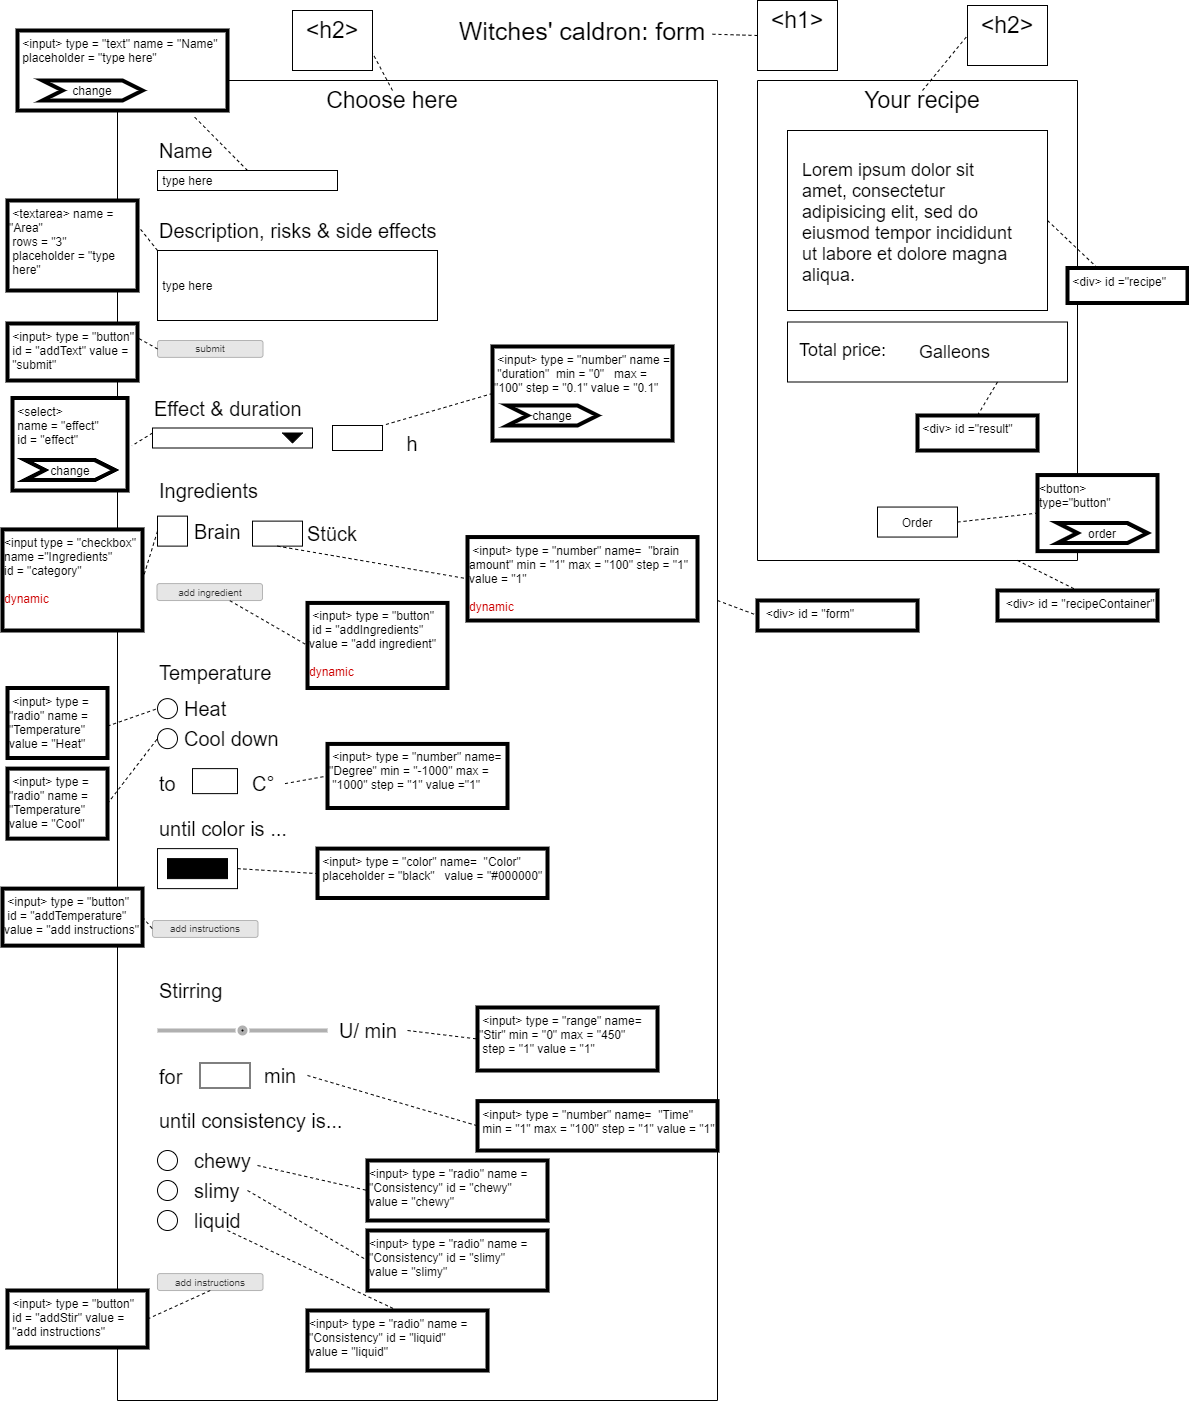 <h2>
Witches' caldron: form
<h1>
<h2>
<input> type = "text" name = "Name"
placeholder = "type here"
change
Choose here
Your recipe
Name
type here
Lorem ipsum dolor sit
amet, consectetur
adipisicing elit, sed do
eiusmod tempor incididunt
ut labore et dolore magna
aliqua.
<textarea> name =
"Area"
rows = "3"
placeholder = "type
here"
Description, risks & side effects
type here
<div> id ="recipe"
<input> type = "button"
id = "addText" value =
"submit"
submit
Total price:
Galleons
<input> type = "number" name =
"duration"  min = "0"   max =
"100" step = "0.1" value = "0.1"
change
<select>
name = "effect"
id = "effect"
change
Effect & duration
h
<div> id ="result"
Ingredients
Brain
Stück
<input type = "checkbox"
name ="Ingredients"
id = "category"
dynamic
<button>
type="button"
order
Order
<input> type = "number" name=  "brain
amount" min = "1" max = "100" step = "1"
value = "1"
dynamic
add ingredient
<input> type = "button"
id = "addIngredients"
value = "add ingredient"
dynamic
<div> id = "form"
<div> id = "recipeContainer"
Temperature
<input> type =
"radio" name =
"Temperature"
value = "Heat"
Heat
Cool down
<input> type =
"radio" name =
"Temperature"
value = "Cool"
to
C°
<input> type = "number" name=
"Degree" min = "-1000" max =
"1000" step = "1" value ="1"
until color is ...
<input> type = "color" name=  "Color"
placeholder = "black"   value = "#000000"
<input> type = "button"
id = "addTemperature"
value = "add instructions"
add instructions
Stirring
U/ min
<input> type = "range" name=
"Stir" min = "0" max = "450"
step = "1" value = "1"
for
min
<input> type = "number" name=  "Time"
min = "1" max = "100" step = "1" value = "1"
until consistency is...
chewy
<input> type = "radio" name =
"Consistency" id = "chewy"
value = "chewy"
slimy
<input> type = "radio" name =
"Consistency" id = "slimy"
value = "slimy"
liquid
add instructions
<input> type = "button"
id = "addStir" value =
"add instructions"
<input> type = "radio" name =
"Consistency" id = "liquid"
value = "liquid"